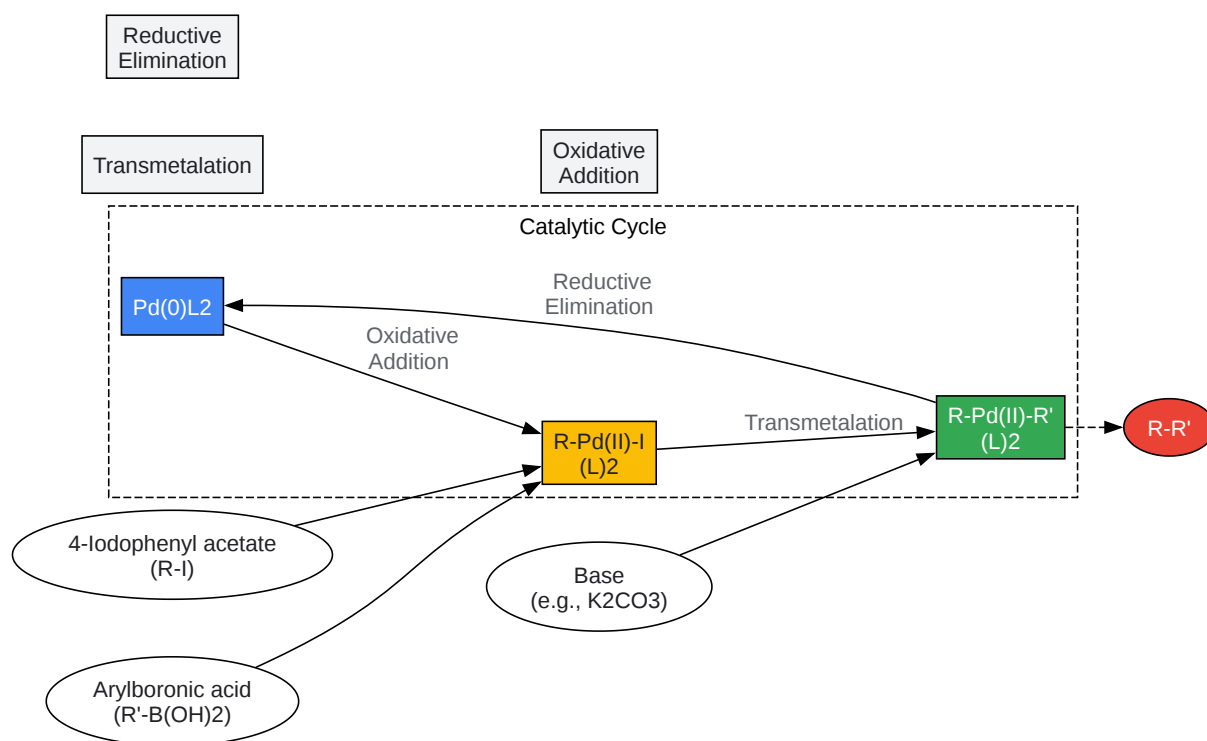 Reductive
Elimination
Transmetalation
Oxidative
Addition
Catalytic Cycle
Reductive
Elimination
Pd(0)L2
Oxidative
Addition
Transmetalation
R-Pd(II)-R'
(L)2
R-R'
R-Pd(II)-I
(L)2
4-Iodophenyl acetate
(R-I)
Base
(e.g., K2CO3)
Arylboronic acid
(R'-B(OH)2)